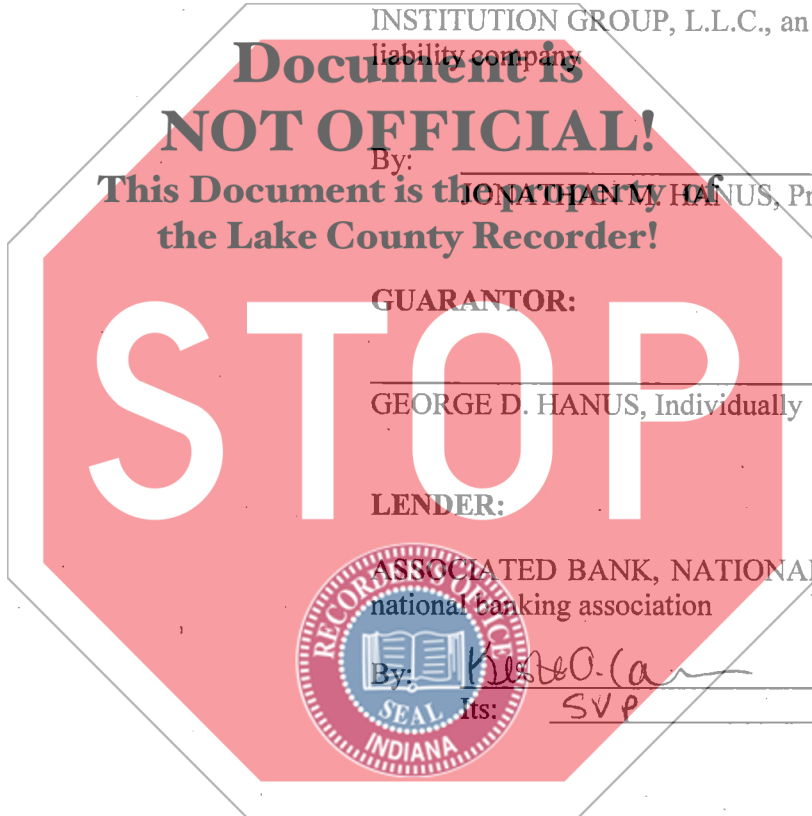 INSTITUTION GROUP, L.L.C., an
liability company
Document is
NOT OFFICIAL!
By:
This Document is the property of
JONATHAN M. HANUS, Pr
the Lake County Recorder!
GUARANTOR:
STOP
GEORGE D. HANUS, Individually
LENDER:
ASSOCIATED BANK, NATIONAL
national banking association
By:
Its: SVP
RECORDER'S OFFICE
SEAL
INDIANA